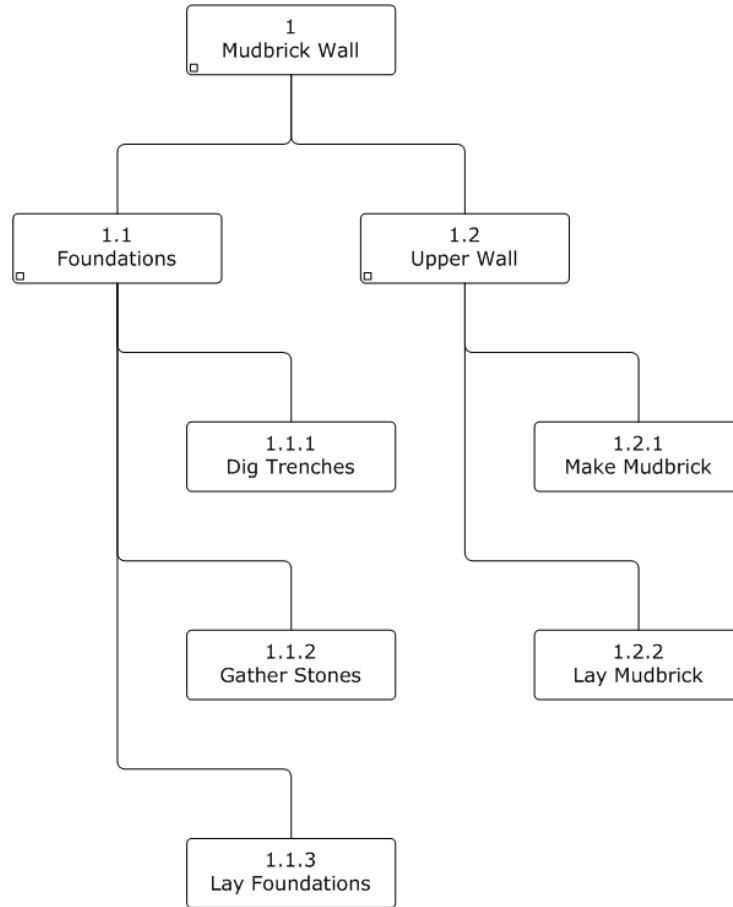 1
Mudbrick Wall
1.1
Foundations
1.2
Upper Wall
1.1.1
Dig Trenches
1.2.1
Make Mudbrick
1.1.2
Gather Stones
1.2.2
Lay Mudbrick
1.1.3
Lay Foundations